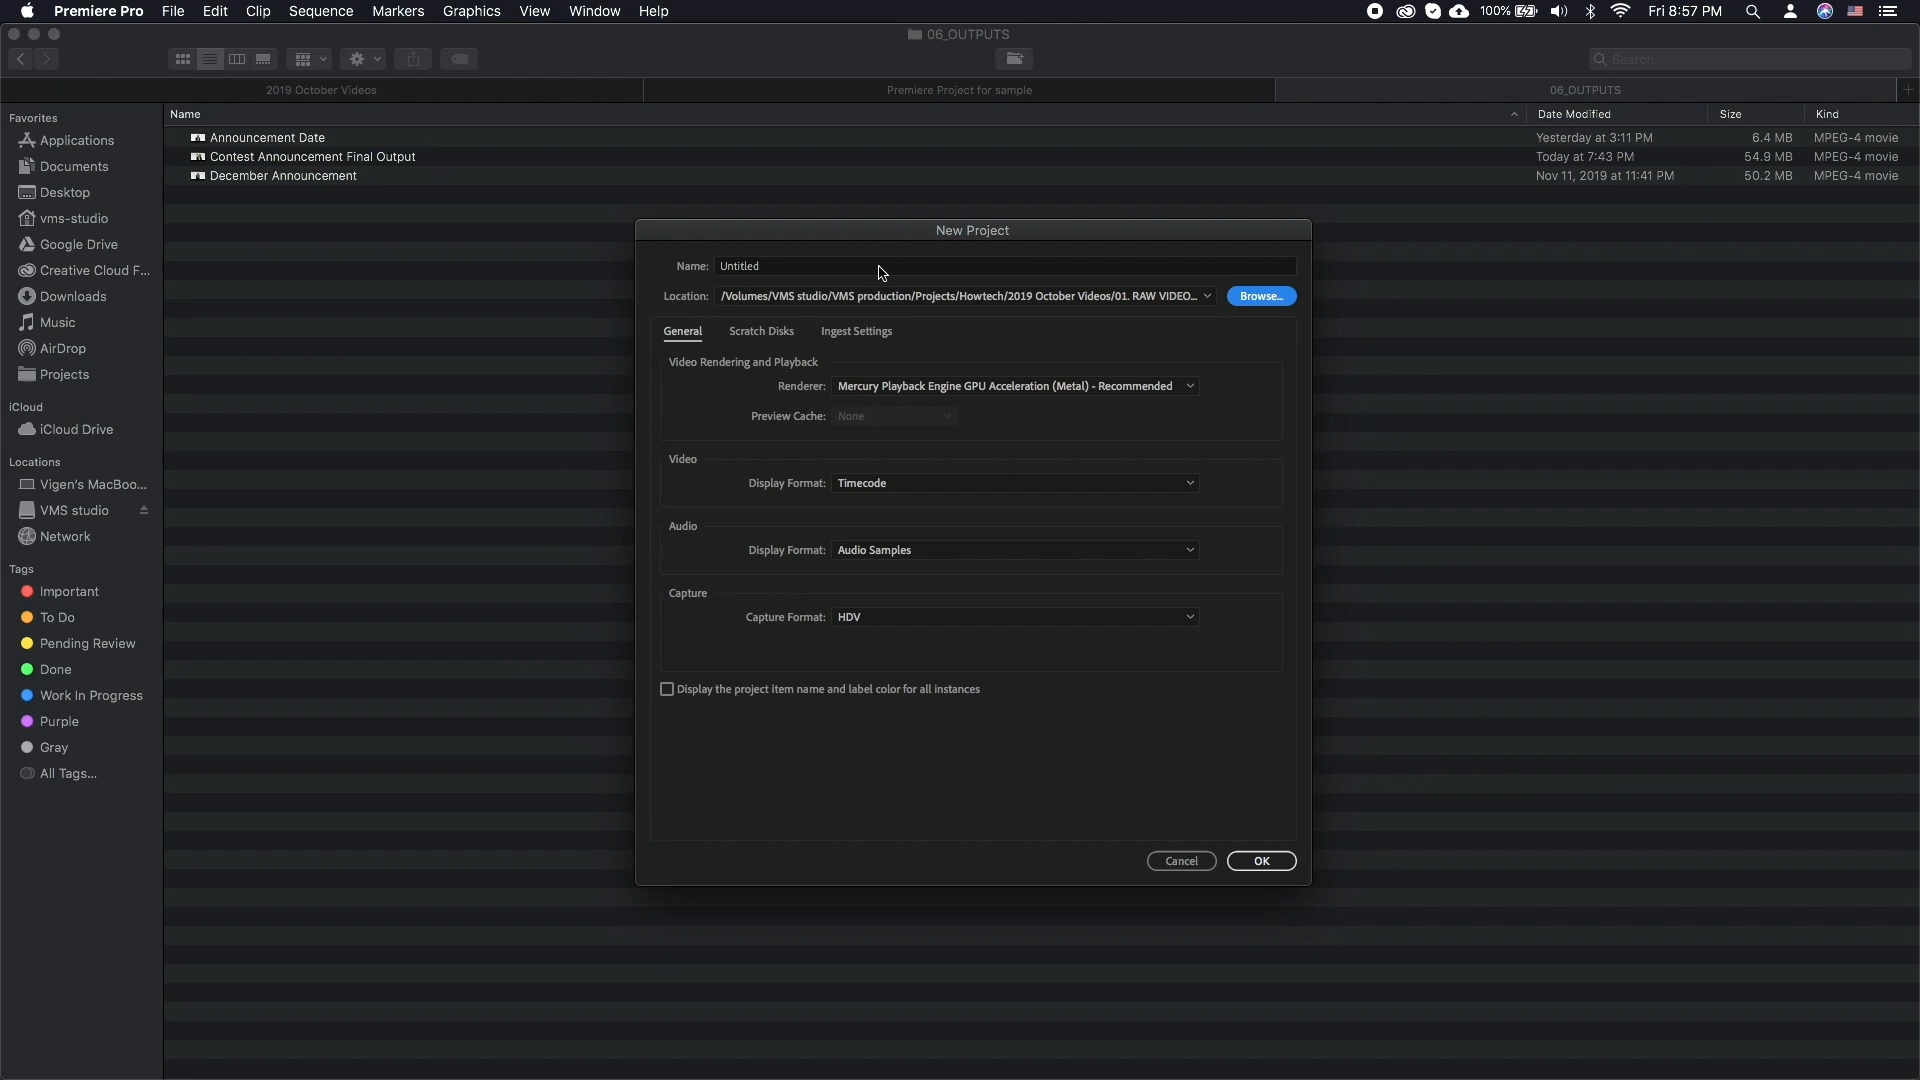 Premiere Pro File Edit Clip Sequence Markers Graphics View Window Help 100% Fri 8:57 PM
06_OUTPUTS
Search
2019 October Videos Premiere Project for sample 06_OUTPUTS
Favorites
Applications
Documents
Desktop
vms-studio
Google Drive
Creative Cloud F...
Downloads
Music
AirDrop
Projects
iCloud
iCloud Drive
Locations
Vigen's MacBoo...
VMS studio
Network
Tags
Important
To Do
Pending Review
Done
Work In Progress
Purple
Gray
All Tags...
Name Date Modified Size Kind
Announcement Date Yesterday at 3:11 PM 6.4 MB MPEG-4 movie
Contest Announcement Final Output Today at 7:43 PM 54.9 MB MPEG-4 movie
December Announcement Nov 11, 2019 at 11:41 PM 50.2 MB MPEG-4 movie
New Project
Name: Untitled
Location: /Volumes/VMS studio/VMS production/Projects/Howtech/2019 October Videos/01. RAW VIDEO... Browse...
General Scratch Disks Ingest Settings
Video Rendering and Playback
Renderer: Mercury Playback Engine GPU Acceleration (Metal) - Recommended
Preview Cache: None
Video
Display Format: Timecode
Audio
Display Format: Audio Samples
Capture
Capture Format: HDV
Display the project item name and label color for all instances
Cancel OK